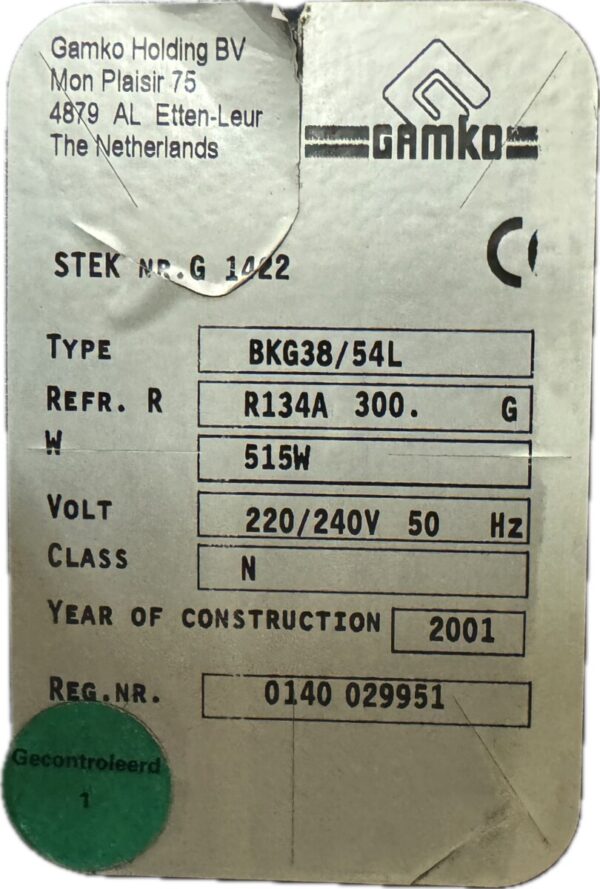 Gamko Holding BV
Mon Plaisir 75
4879 AL Etten-Leur
The Netherlands
GAMKO
STEK NR.G 1422
CE
TYPE BKG38/54L
REFR. R R134A 300. G
W 515W
VOLT 220/240V 50 Hz
CLASS N
YEAR OF CONSTRUCTION 2001
REG.NR. 0140 029951
Gecontroleerd
1